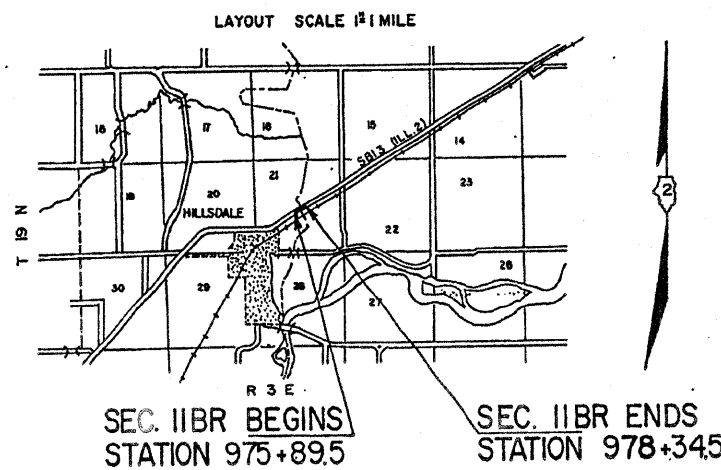 LAYOUT SCALE 1"=1 MILE
18
17
16
15
14
SBI 3 (ILL. 2)
19
20
21
23
HILLSDALE
22
T 19 N
2
30
29
28
27
26
R 3 E
SEC. 11BR BEGINS
STATION 975+89.5
SEC. 11BR ENDS
STATION 978+34.5